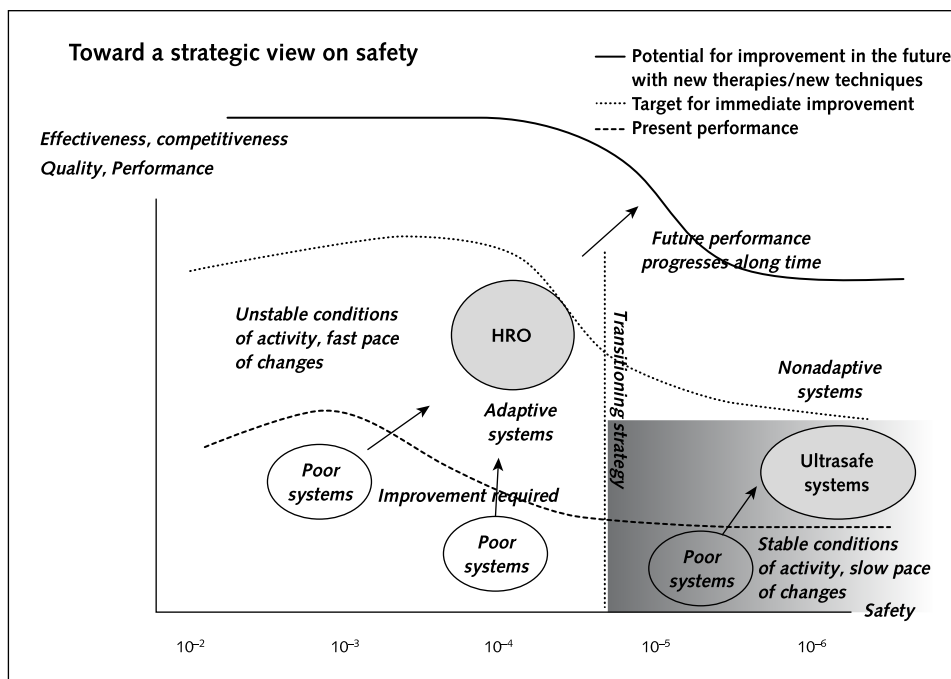 Toward a strategic view on safety
Potential for improvement in the future
with new therapies/new techniques
Target for immediate improvement
Present performance
Effectiveness, competitiveness
Quality, Performance
Future performance
progresses along time
Unstable conditions
of activity, fast pace
of changes
HRO
Transitioning strategy
Nonadaptive
systems
Adaptive
systems
Poor
systems
Improvement required
Ultrasafe
systems
Poor
systems
Poor
systems
Stable conditions
of activity, slow pace
of changes
Safety
10⁻² 10⁻³ 10⁻⁴ 10⁻⁵ 10⁻⁶